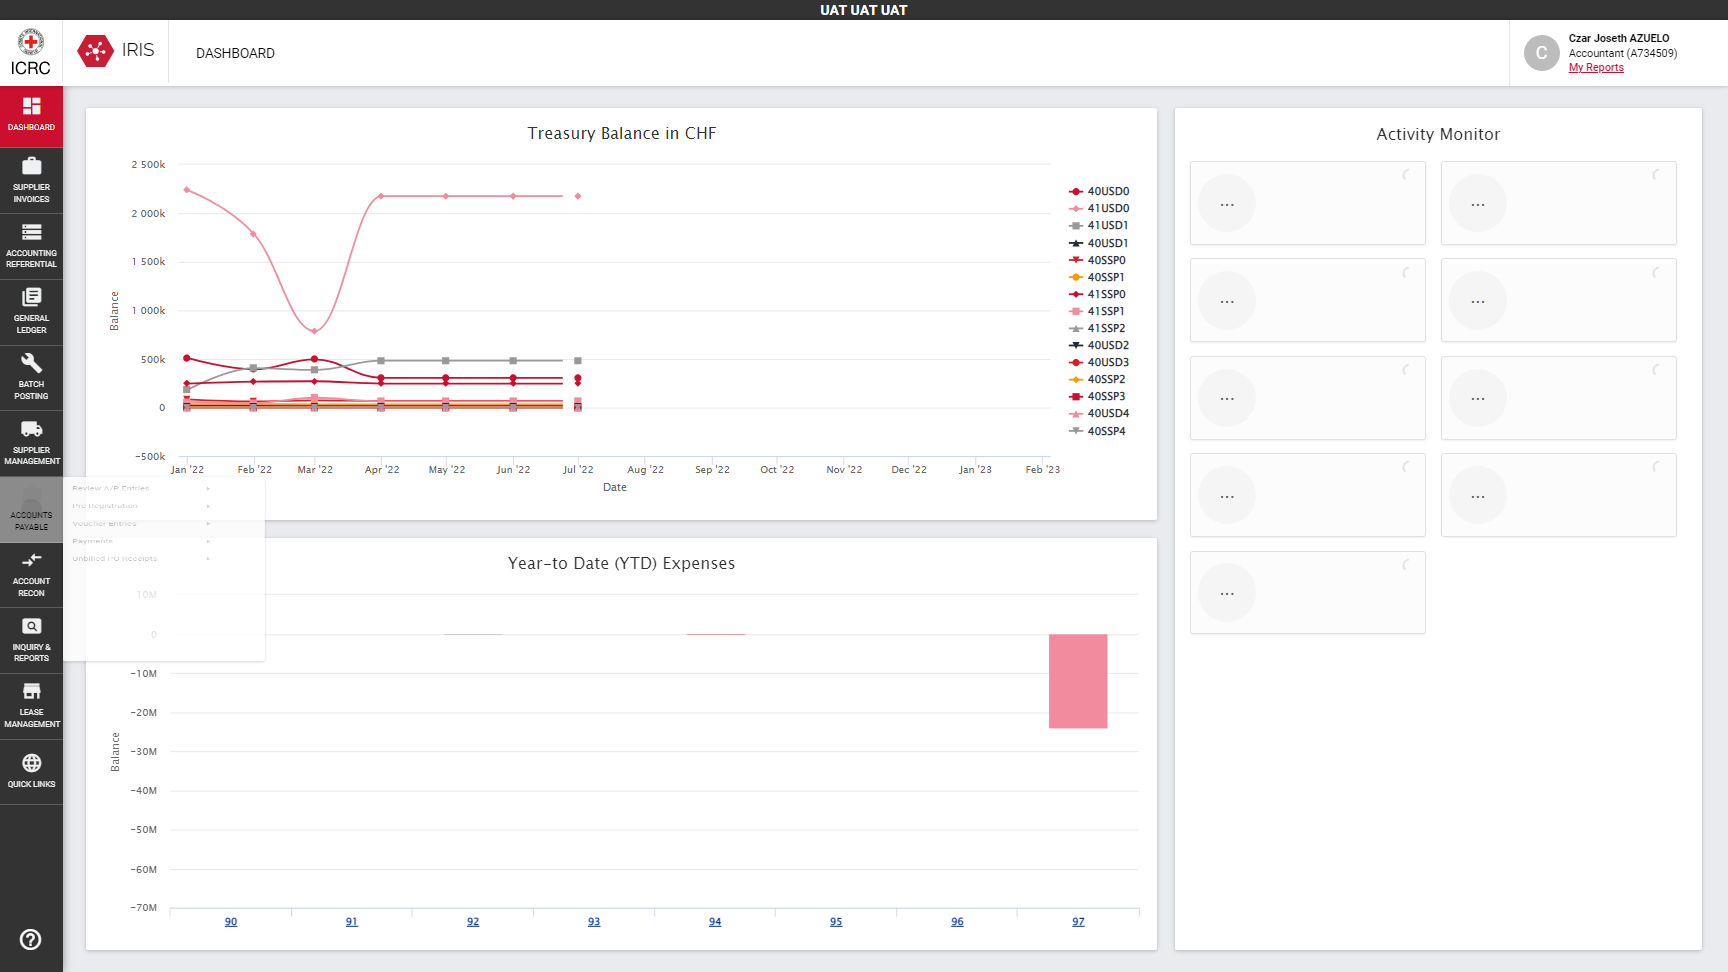 UAT UAT UAT
ICRC
IRIS
DASHBOARD
C
Czar Joseth AZUELO
Accountant (A734509)
My Reports
DASHBOARD
SUPPLIER
INVOICES
ACCOUNTING
REFERENTIAL
GENERAL
LEDGER
BATCH
POSTING
SUPPLIER
MANAGEMENT
ACCOUNTS
PAYABLE
ACCOUNT
RECON
INQUIRY &
REPORTS
LEASE
MANAGEMENT
QUICK LINKS
Review A/P Entries
Pre Registration
Voucher Entries
Payments
Unbilled PO Receipts
Treasury Balance in CHF
2 500k
2 000k
1 500k
1 000k
500k
0
−500k
Balance
Jan '22 Feb '22 Mar '22 Apr '22 May '22 Jun '22 Jul '22 Aug '22 Sep '22 Oct '22 Nov '22 Dec '22 Jan '23 Feb '23
Date
40USD0
41USD0
41USD1
40USD1
40SSP0
40SSP1
41SSP0
41SSP1
41SSP2
40USD2
40USD3
40SSP2
40SSP3
40USD4
40SSP4
Year-to Date (YTD) Expenses
10M
0
−10M
−20M
−30M
−40M
−50M
−60M
−70M
Balance
90 91 92 93 94 95 96 97
Activity Monitor
... ...
... ...
... ...
... ...
...